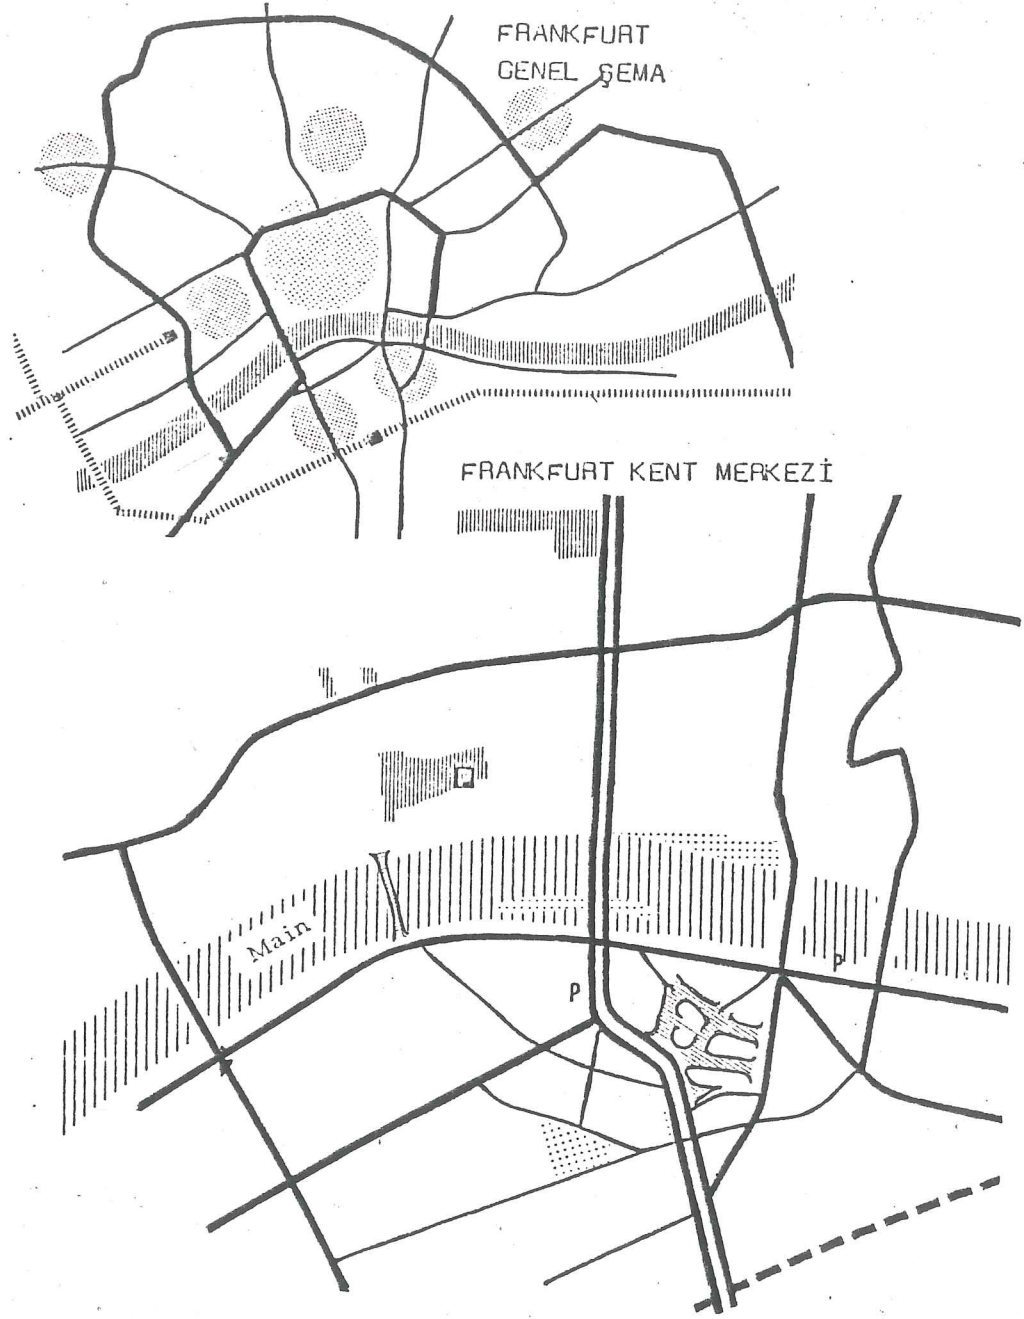 FRANKFURT
GENEL ŞEMA
FRANKFURT KENT MERKEZİ
Main
P
P